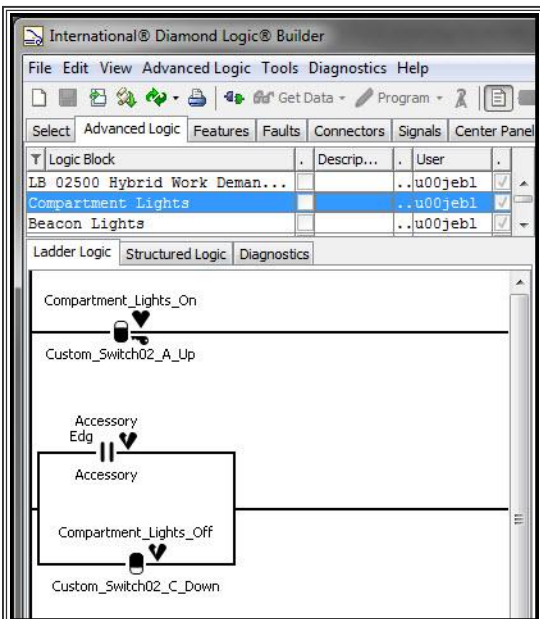 International® Diamond Logic® Builder
File Edit View Advanced Logic Tools Diagnostics Help
Get Data Program
Select Advanced Logic Features Faults Connectors Signals Center Panel
Logic Block . Descrip... . User .
LB 02500 Hybrid Work Deman... ..u00jebl
Compartment Lights ..u00jebl
Beacon Lights ..u00jebl
Ladder Logic Structured Logic Diagnostics
Compartment_Lights_On
Custom_Switch02_A_Up
Accessory
Edg
Accessory
Compartment_Lights_Off
Custom_Switch02_C_Down